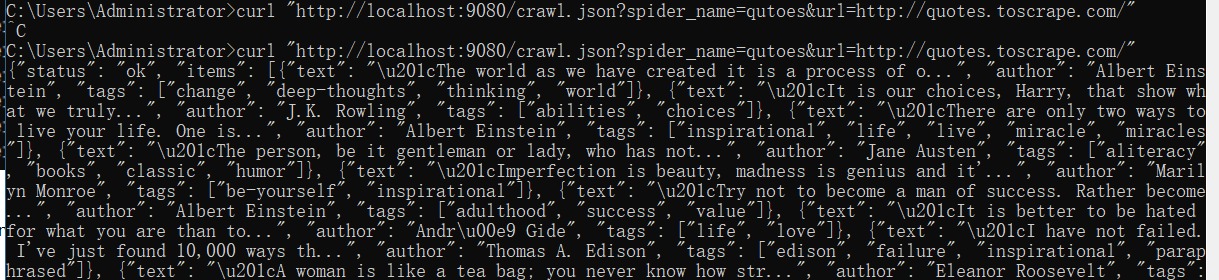 C:\Users\Administrator>curl "http://localhost:9080/crawl.json?spider_name=qutoes&url=http://quotes.toscrape.com/"
^C
C:\Users\Administrator>curl "http://localhost:9080/crawl.json?spider_name=qutoes&url=http://quotes.toscrape.com/"
{"status": "ok", "items": [{"text": "\u201cThe world as we have created it is a process of o...", "author": "Albert Eins
tein", "tags": ["change", "deep-thoughts", "thinking", "world"]}, {"text": "\u201cIt is our choices, Harry, that show wh
at we truly...", "author": "J.K. Rowling", "tags": ["abilities", "choices"]}, {"text": "\u201cThere are only two ways to
 live your life. One is...", "author": "Albert Einstein", "tags": ["inspirational", "life", "live", "miracle", "miracles
"]}, {"text": "\u201cThe person, be it gentleman or lady, who has not...", "author": "Jane Austen", "tags": ["aliteracy"
, "books", "classic", "humor"]}, {"text": "\u201cImperfection is beauty, madness is genius and it'...", "author": "Maril
yn Monroe", "tags": ["be-yourself", "inspirational"]}, {"text": "\u201cTry not to become a man of success. Rather become
...", "author": "Albert Einstein", "tags": ["adulthood", "success", "value"]}, {"text": "\u201cIt is better to be hated 
for what you are than to...", "author": "Andr\u00e9 Gide", "tags": ["life", "love"]}, {"text": "\u201cI have not failed.
 I've just found 10,000 ways th...", "author": "Thomas A. Edison", "tags": ["edison", "failure", "inspirational", "parap
hrased"]}, {"text": "\u201cA woman is like a tea bag; you never know how str...", "author": "Eleanor Roosevelt", "tags":